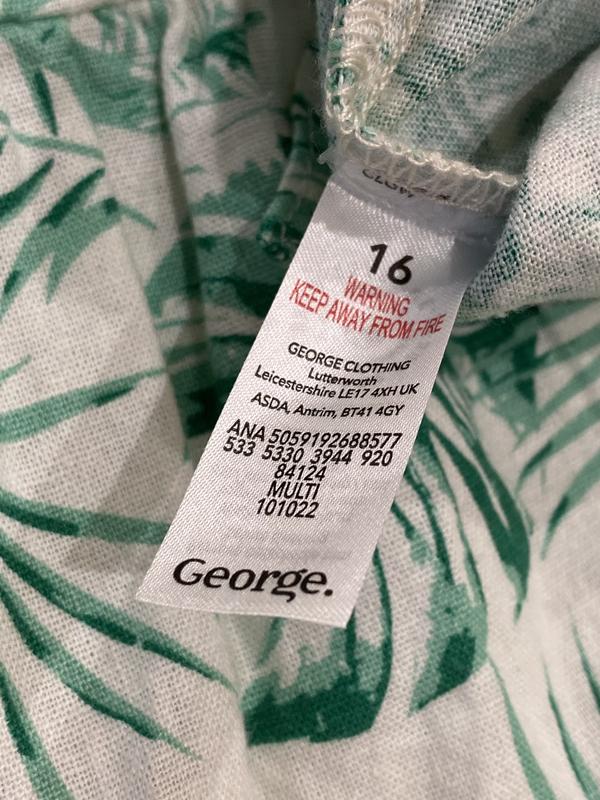 16
WARNING
KEEP AWAY FROM FIRE
GEORGE CLOTHING
Lutterworth
Leicestershire LE17 4XH UK
ASDA, Antrim, BT41 4GY
ANA 5059192688577
533 5330 3944 920
84124
MULTI
101022
George.